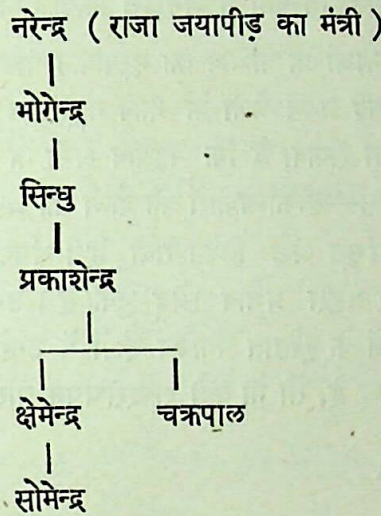 नरेन्द्र ( राजा जयापीड़ का मंत्री )
भोगेन्द्र
सिन्धु
प्रकाशेन्द्र
क्षेमेन्द्र चक्रपाल
सोमेन्द्र